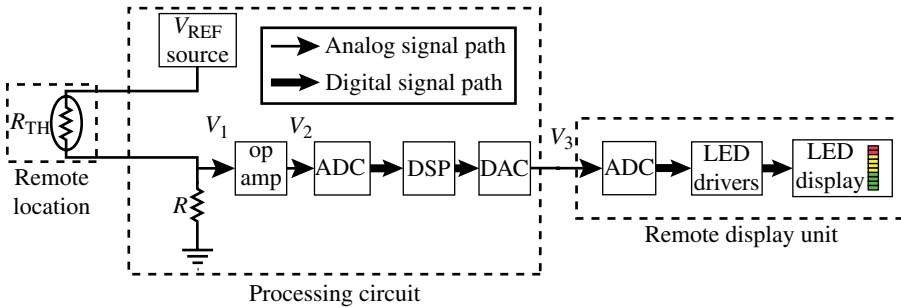 V_REF
source
Analog signal path
Digital signal path
R_TH
V_1
V_2
V_3
op
amp
ADC
DSP
DAC
ADC
LED
drivers
LED
display
Remote
location
R
Remote display unit
Processing circuit